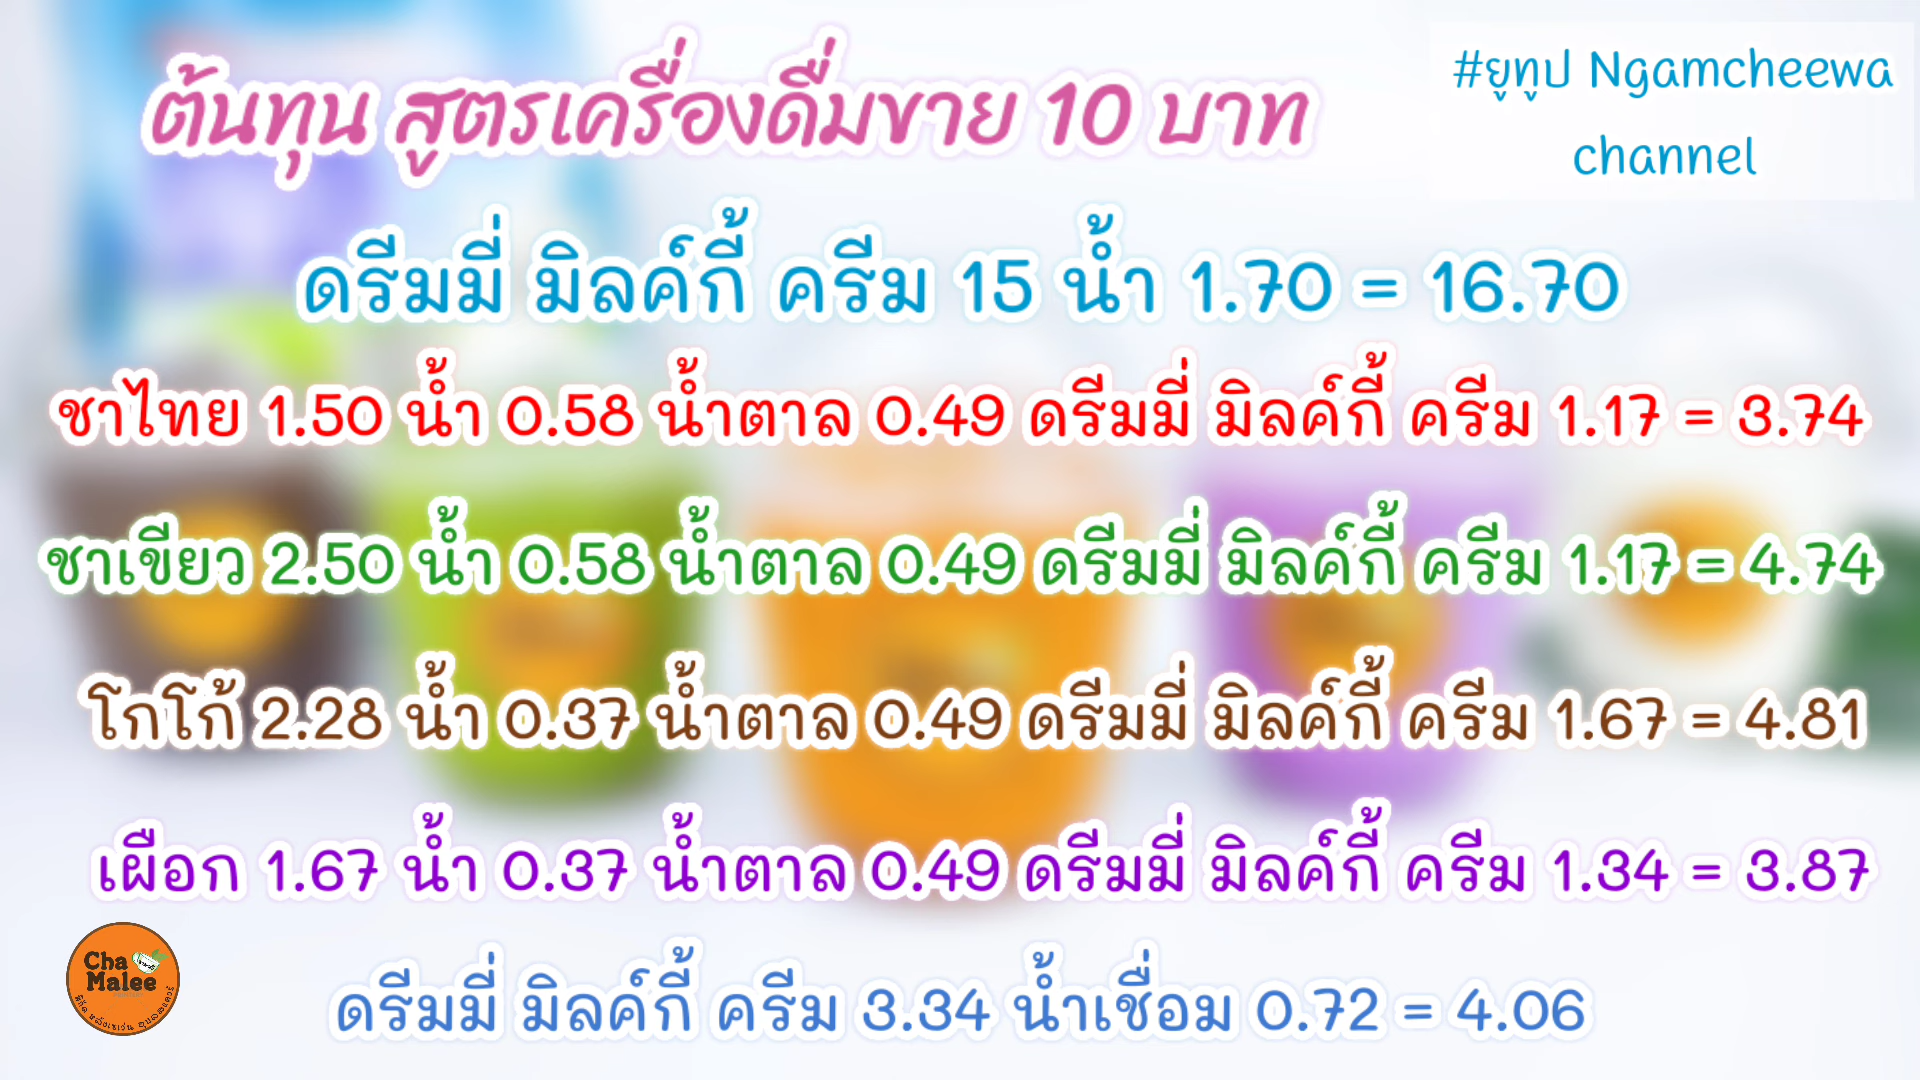 ต้นทุน สูตรเครื่องดื่มขาย 10 บาท
#ยูทูป Ngamcheewa
channel
ดรีมมี่ มิลค์กี้ ครีม 15 น้ำ 1.70 = 16.70
ชาไทย 1.50 น้ำ 0.58 น้ำตาล 0.49 ดรีมมี่ มิลค์กี้ ครีม 1.17 = 3.74
ชาเขียว 2.50 น้ำ 0.58 น้ำตาล 0.49 ดรีมมี่ มิลค์กี้ ครีม 1.17 = 4.74
โกโก้ 2.28 น้ำ 0.37 น้ำตาล 0.49 ดรีมมี่ มิลค์กี้ ครีม 1.67 = 4.81
เผือก 1.67 น้ำ 0.37 น้ำตาล 0.49 ดรีมมี่ มิลค์กี้ ครีม 1.34 = 3.87
Cha
Malee
ดรีมมี่ มิลค์กี้ ครีม 3.34 น้ำเชื่อม 0.72 = 4.06